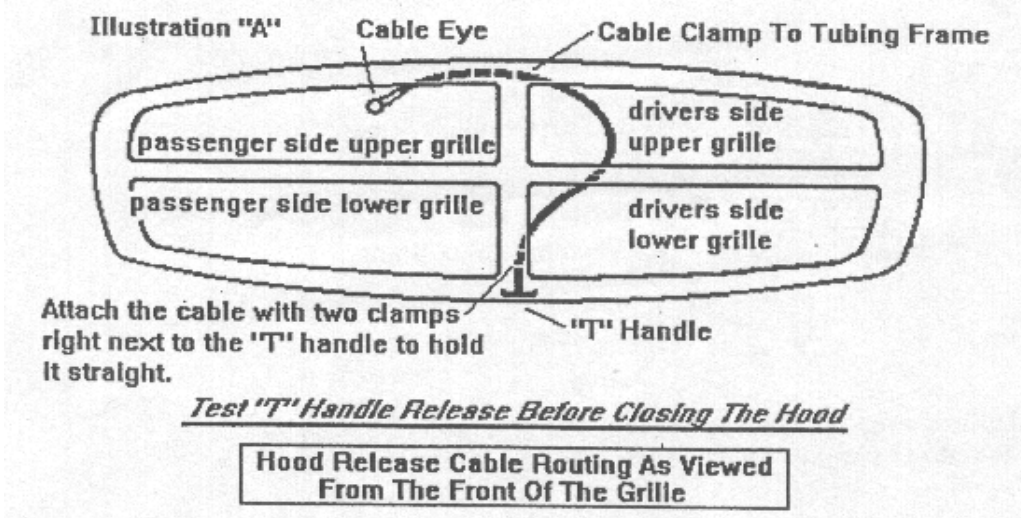 Illustration "A"
Cable Eye
Cable Clamp To Tubing Frame
passenger side upper grille
drivers side
upper grille
passenger side lower grille
drivers side
lower grille
Attach the cable with two clamps
right next to the "T" handle to hold
it straight.
"T" Handle
Test "T" Handle Release Before Closing The Hood
Hood Release Cable Routing As Viewed
From The Front Of The Grille